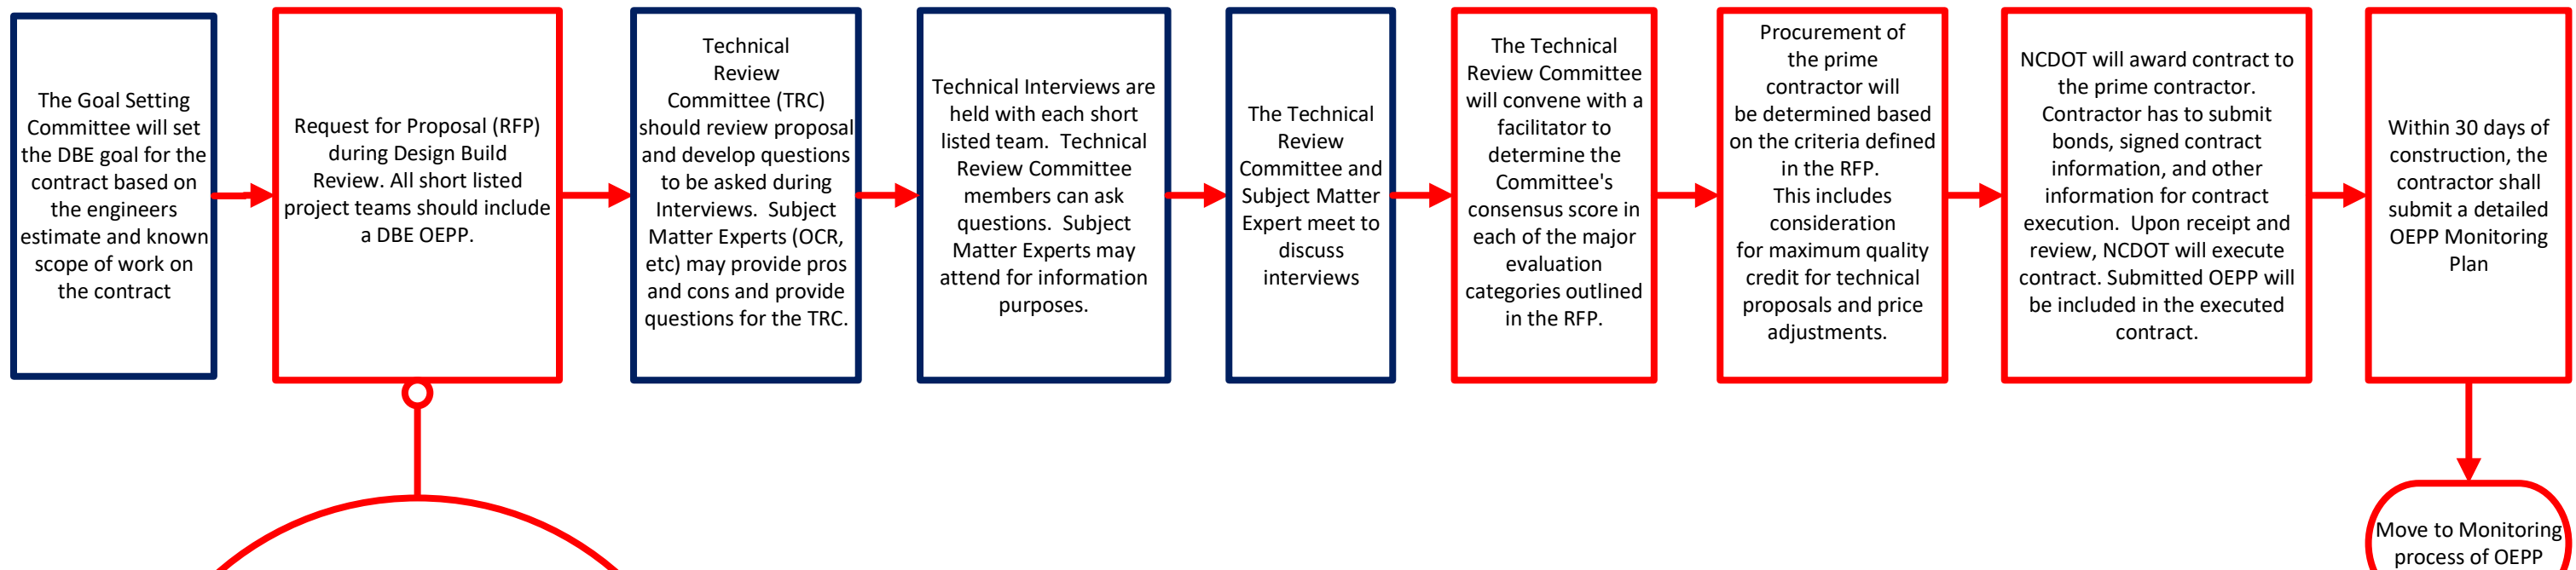 The Goal Setting
Committee will set
the DBE goal for the
contract based on
the engineers
estimate and known
scope of work on
the contract
Request for Proposal (RFP)
during Design Build
Review. All short listed
project teams should include
a DBE OEPP.
Technical
Review
Committee (TRC)
should review proposal
and develop questions
to be asked during
Interviews.  Subject
Matter Experts (OCR,
etc) may provide pros
and cons and provide
questions for the TRC.
Technical Interviews are
held with each short
listed team.  Technical
Review Committee
members can ask
questions.  Subject
Matter Experts may
attend for information
purposes.
The Technical
Review
Committee and
Subject Matter
Expert meet to
discuss
interviews
The Technical
Review Committee
will convene with a
facilitator to
determine the
Committee's
consensus score in
each of the major
evaluation
categories outlined
in the RFP.
Procurement of
the prime
contractor will
be determined based
on the criteria defined
in the RFP.
This includes
consideration
for maximum quality
credit for technical
proposals and price
adjustments.
NCDOT will award contract to
the prime contractor.
Contractor has to submit
bonds, signed contract
information, and other
information for contract
execution.  Upon receipt and
review, NCDOT will execute
contract. Submitted OEPP will
be included in the executed
contract.
Within 30 days of
construction, the
contractor shall
submit a detailed
OEPP Monitoring
Plan
Move to Monitoring
process of OEPP